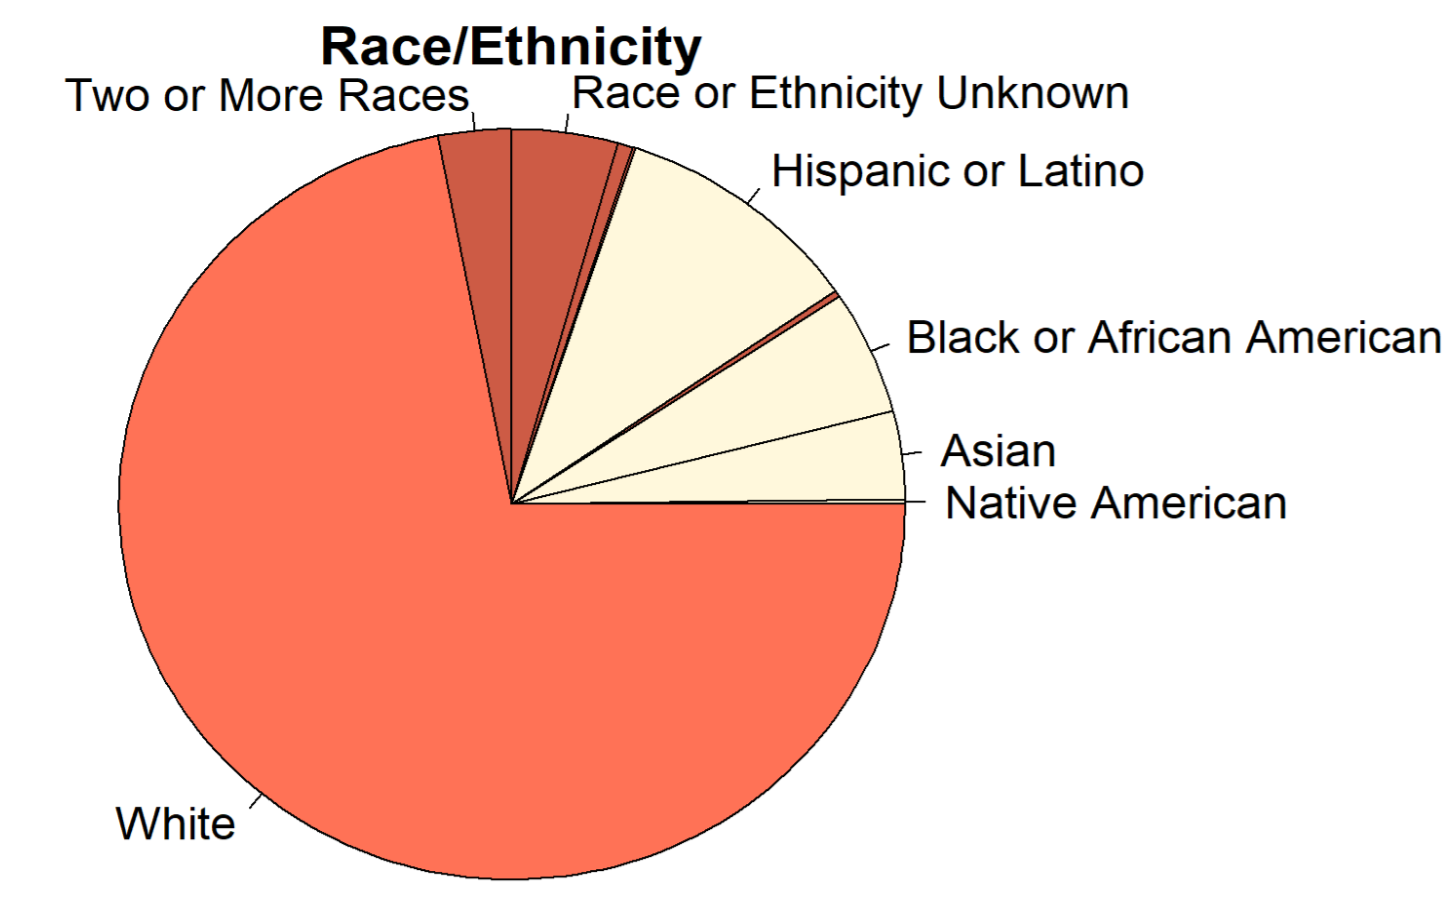 Race/Ethnicity
Two or More Races
Race or Ethnicity Unknown
Hispanic or Latino
Black or African American
Asian
Native American
White